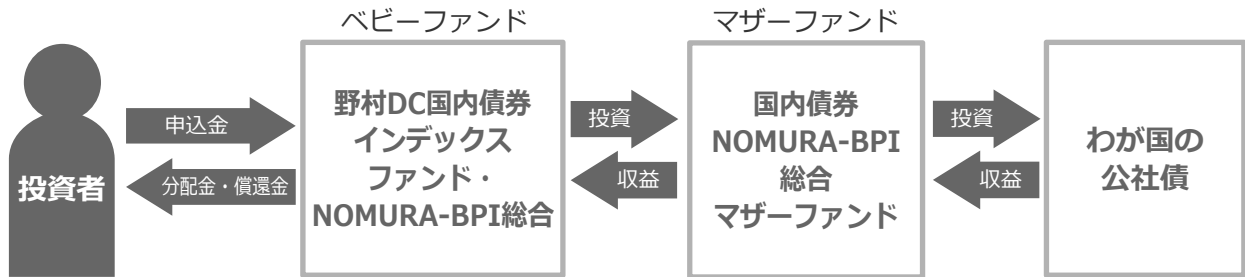 ベビーファンド
マザーファンド
投資者
申込金
分配金・償還金
野村DC国内債券
インデックス
ファンド・
NOMURA-BPI総合
投資
収益
国内債券
NOMURA-BPI
総合
マザーファンド
投資
収益
わが国の
公社債